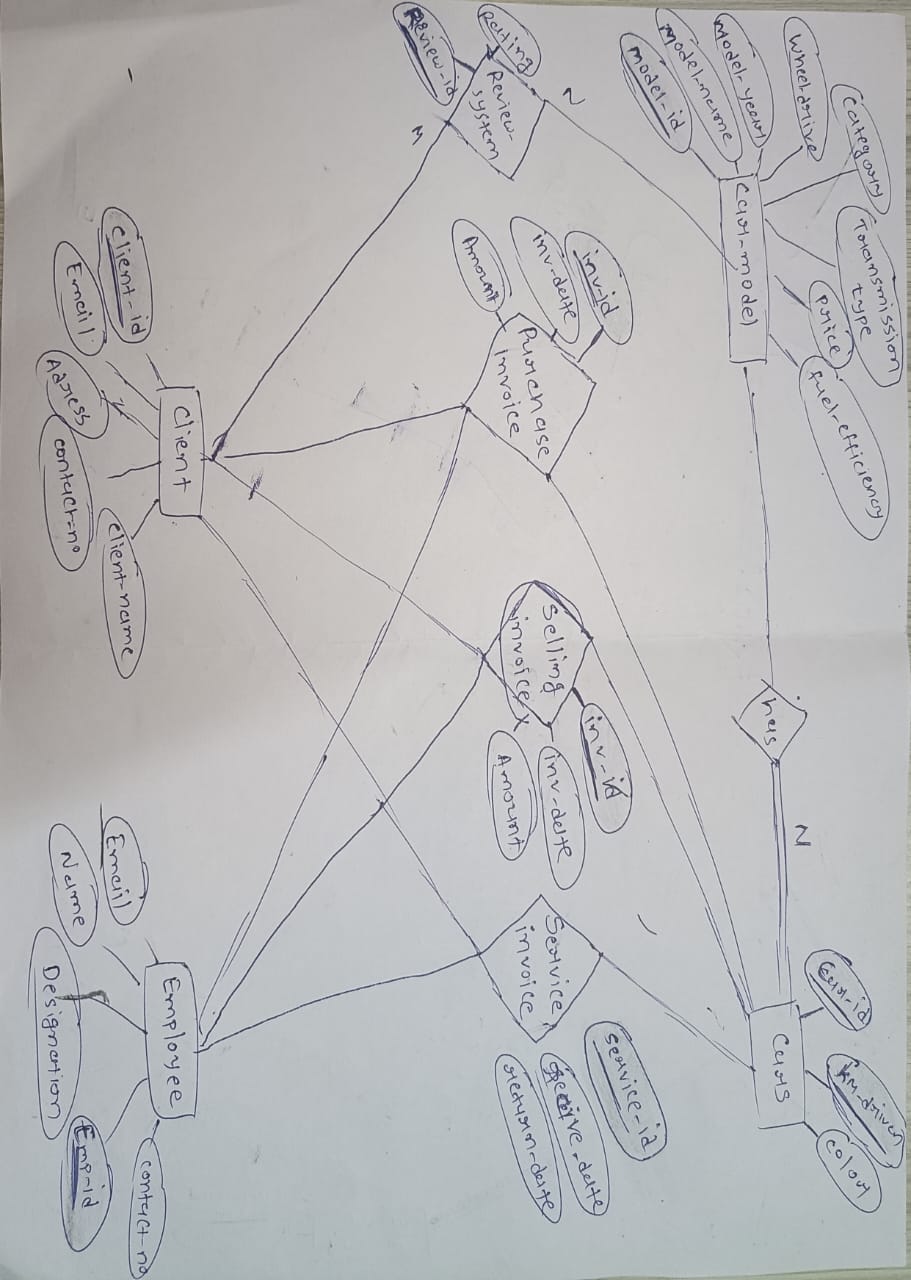 Category
Transmission
type
Price
fuel-efficiency
Wheel-drive
Model-year
Model-name
Model-id
Car-model
has
N
Car-id
KM-driven
Colour
Cars
N
Rating
Review-
system
Review-id
M
inv-id
inv-date
Amount
Purchase
Invoice
Selling
invoice
inv-id
inv-date
Amount
Service
invoice
Service-id
return-date
Client
Client-id
Email
Adress
contact-no
Client-name
Employee
Email
Name
Designation
Emp-id
contact-no